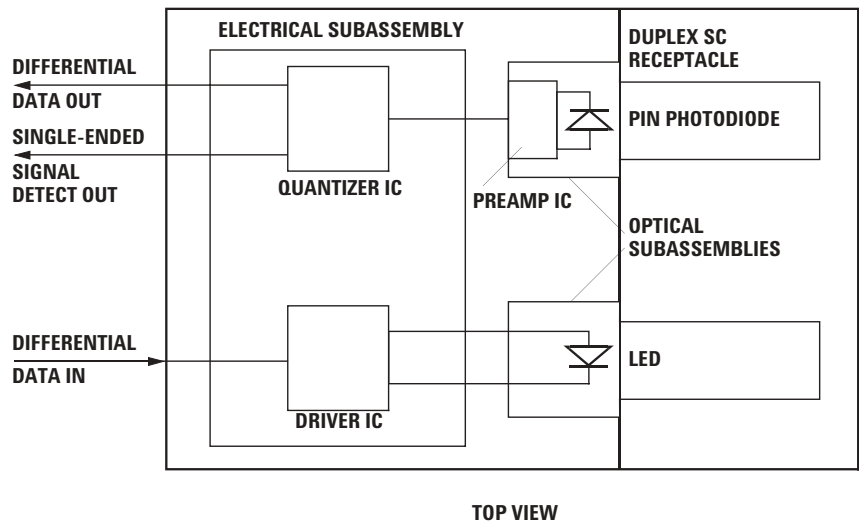 ELECTRICAL SUBASSEMBLY
DUPLEX SC
RECEPTACLE
DIFFERENTIAL
DATA OUT
SINGLE-ENDED
SIGNAL
DETECT OUT
QUANTIZER IC
PREAMP IC
PIN PHOTODIODE
OPTICAL
SUBASSEMBLIES
DIFFERENTIAL
DATA IN
DRIVER IC
LED
TOP VIEW